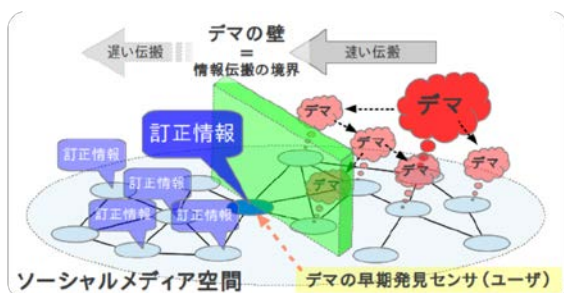 デマの壁
=
情報伝搬の境界
遅い伝搬
速い伝搬
デマ
デマ
デマ
デマ
デマ
デマ
訂正情報
訂正情報
訂正情報
訂正情報
訂正情報
ソーシャルメディア空間
デマの早期発見センサ(ユーザ)